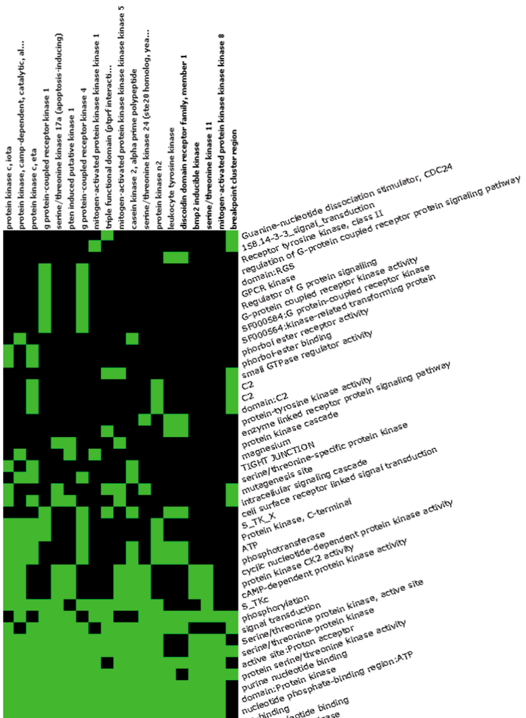 protein kinase c, iota
protein kinase, camp-dependent, catalytic, al...
protein kinase c, eta
g protein-coupled receptor kinase 1
serine/threonine kinase 17a (apoptosis-inducing)
pten induced putative kinase 1
g protein-coupled receptor kinase 4
mitogen-activated protein kinase kinase 1
triple functional domain (ptprf interacti...
mitogen-activated protein kinase kinase kinase 5
casein kinase 2, alpha prime polypeptide
serine/threonine kinase 24 (ste20 homolog, yea...
protein kinase n2
leukocyte tyrosine kinase
discoidin domain receptor family, member 1
bmp2 inducible kinase
serine/threonine kinase 11
mitogen-activated protein kinase kinase kinase 8
breakpoint cluster region
Guanine-nucleotide dissociation stimulator, CDC24
158.14-3-3_signal_transduction
Receptor tyrosine kinase, class II
regulation of G-protein coupled receptor protein signaling pathway
domain:RGS
GPCR kinase
Regulator of G protein signalling
G-protein coupled receptor kinase activity
SF000584:G protein-coupled receptor kinase
SF000564:kinase-related transforming protein
phorbol ester receptor activity
phorbol-ester binding
small GTPase regulator activity
C2
C2
domain:C2
protein-tyrosine kinase activity
enzyme linked receptor protein signaling pathway
protein kinase cascade
magnesium
TIGHT JUNCTION
serine/threonine-specific protein kinase
mutagenesis site
intracellular signaling cascade
cell surface receptor linked signal transduction
S_TK_X
Protein kinase, C-terminal
ATP
phosphotransferase
cyclic nucleotide-dependent protein kinase activity
protein kinase CK2 activity
cAMP-dependent protein kinase activity
S_TKc
phosphorylation
signal transduction
Serine/threonine protein kinase, active site
serine/threonine-protein kinase
active site:Proton acceptor
protein serine/threonine kinase activity
purine nucleotide binding
domain:Protein kinase
nucleotide phosphate-binding region:ATP
binding
nucleotide binding